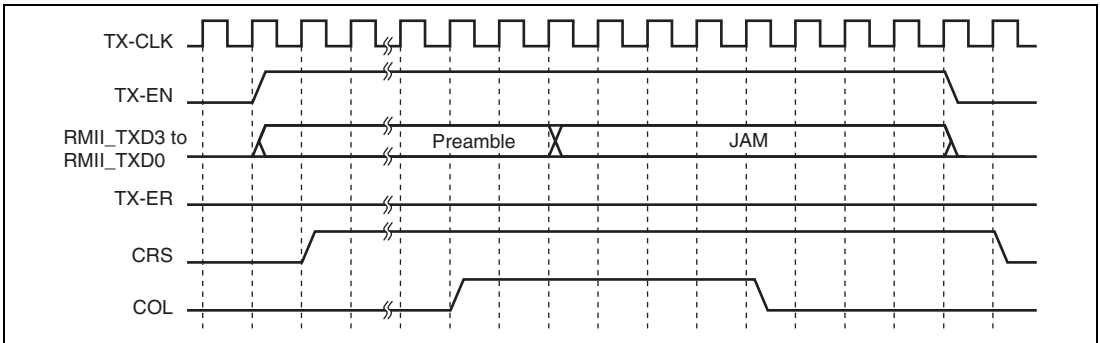 TX-CLK
TX-EN
RMII_TXD3 to
RMII_TXD0
Preamble
JAM
TX-ER
CRS
COL